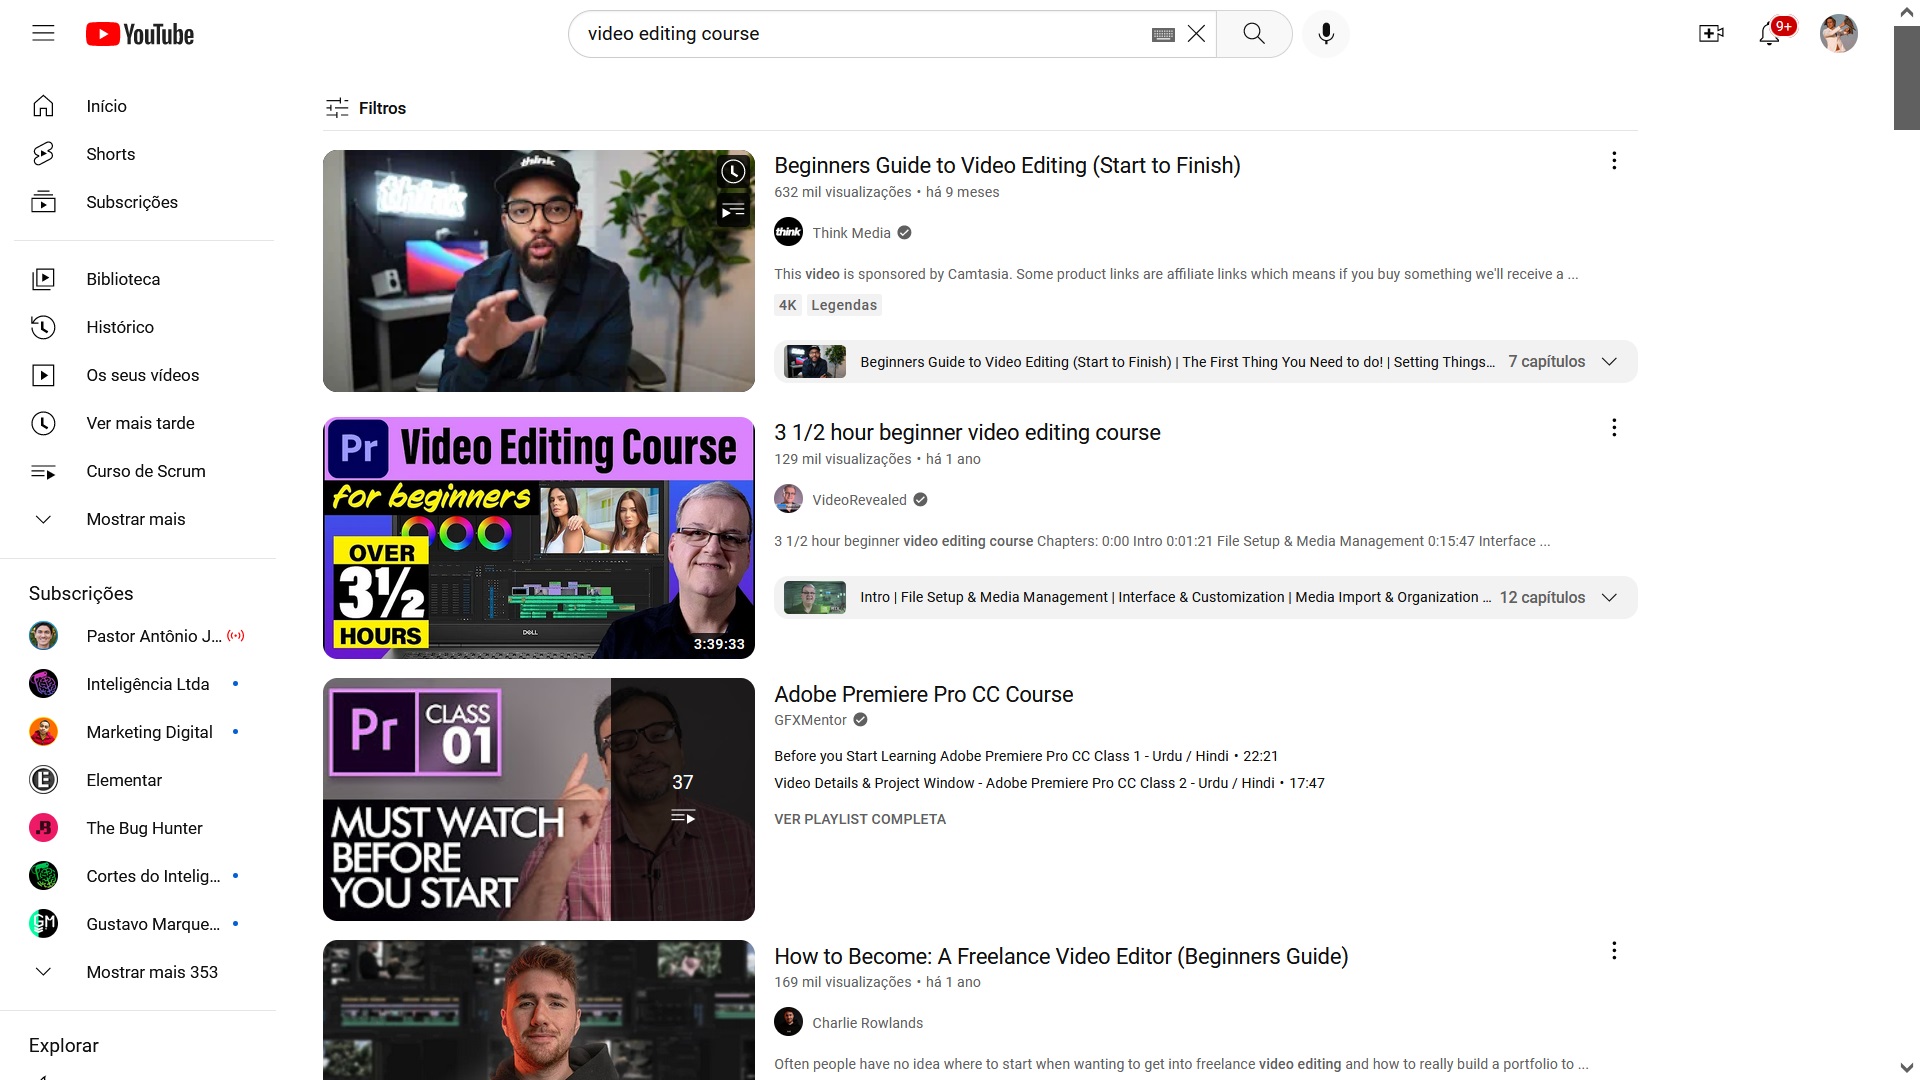 YouTube
video editing course
9+
Início
Shorts
Subscrições
Biblioteca
Histórico
Os seus vídeos
Ver mais tarde
Curso de Scrum
Mostrar mais
Subscrições
Pastor Antônio J...
Inteligência Ltda
Marketing Digital
Elementar
The Bug Hunter
Cortes do Intelig...
Gustavo Marque...
Mostrar mais 353
Explorar
Filtros
think
think
Beginners Guide to Video Editing (Start to Finish)
632 mil visualizações • há 9 meses
think
Think Media
This video is sponsored by Camtasia. Some product links are affiliate links which means if you buy something we'll receive a ...
4K
Legendas
Beginners Guide to Video Editing (Start to Finish) | The First Thing You Need to do! | Setting Things...
7 capítulos
Pr Video Editing Course
for beginners
OVER
3½
HOURS
DELL
3:39:33
3 1/2 hour beginner video editing course
129 mil visualizações • há 1 ano
VideoRevealed
3 1/2 hour beginner video editing course Chapters: 0:00 Intro 0:01:21 File Setup & Media Management 0:15:47 Interface ...
Intro | File Setup & Media Management | Interface & Customization | Media Import & Organization ...
12 capítulos
Pr CLASS
01
37
MUST WATCH
BEFORE
YOU START
Adobe Premiere Pro CC Course
GFXMentor
Before you Start Learning Adobe Premiere Pro CC Class 1 - Urdu / Hindi • 22:21
Video Details & Project Window - Adobe Premiere Pro CC Class 2 - Urdu / Hindi • 17:47
VER PLAYLIST COMPLETA
How to Become: A Freelance Video Editor (Beginners Guide)
169 mil visualizações • há 1 ano
Charlie Rowlands
Often people have no idea where to start when wanting to get into freelance video editing and how to really build a portfolio to ...